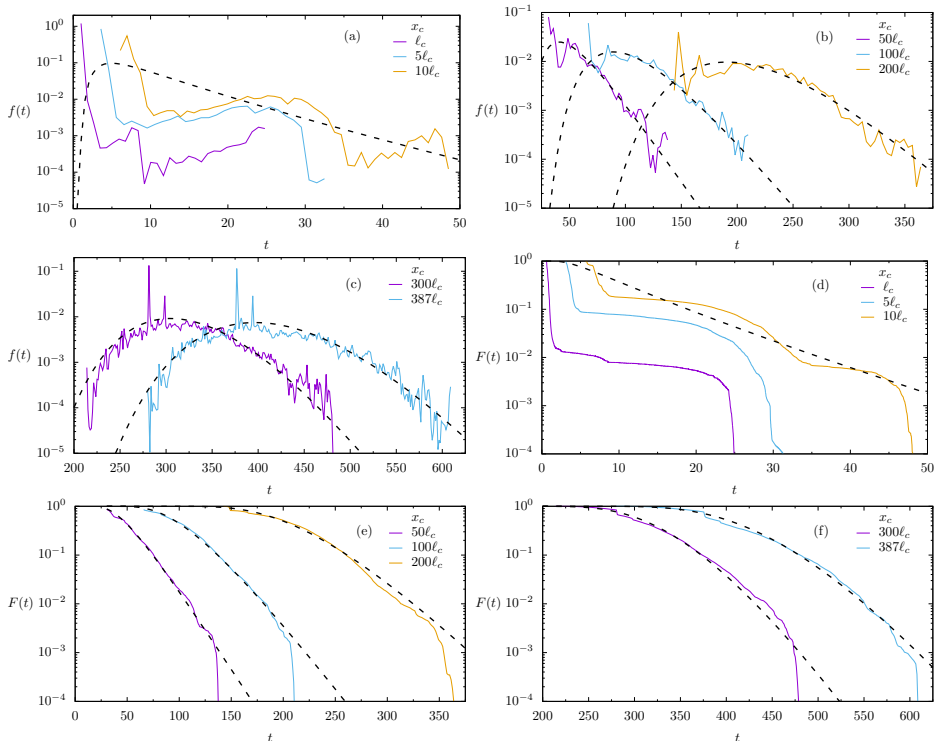 (a)
x_c
ℓ_c
5ℓ_c
10ℓ_c
f(t)
10^0
10^-1
10^-2
10^-3
10^-4
10^-5
0 10 20 30 40 50
t
(b)
x_c
50ℓ_c
100ℓ_c
200ℓ_c
f(t)
10^-1
10^-2
10^-3
10^-4
10^-5
50 100 150 200 250 300 350
t
(c)
x_c
300ℓ_c
387ℓ_c
f(t)
10^-1
10^-2
10^-3
10^-4
10^-5
200 250 300 350 400 450 500 550 600
t
(d)
x_c
ℓ_c
5ℓ_c
10ℓ_c
F(t)
10^0
10^-1
10^-2
10^-3
10^-4
0 10 20 30 40 50
t
(e)
x_c
50ℓ_c
100ℓ_c
200ℓ_c
F(t)
10^0
10^-1
10^-2
10^-3
10^-4
0 50 100 150 200 250 300 350
t
(f)
x_c
300ℓ_c
387ℓ_c
F(t)
10^0
10^-1
10^-2
10^-3
10^-4
200 250 300 350 400 450 500 550 600
t